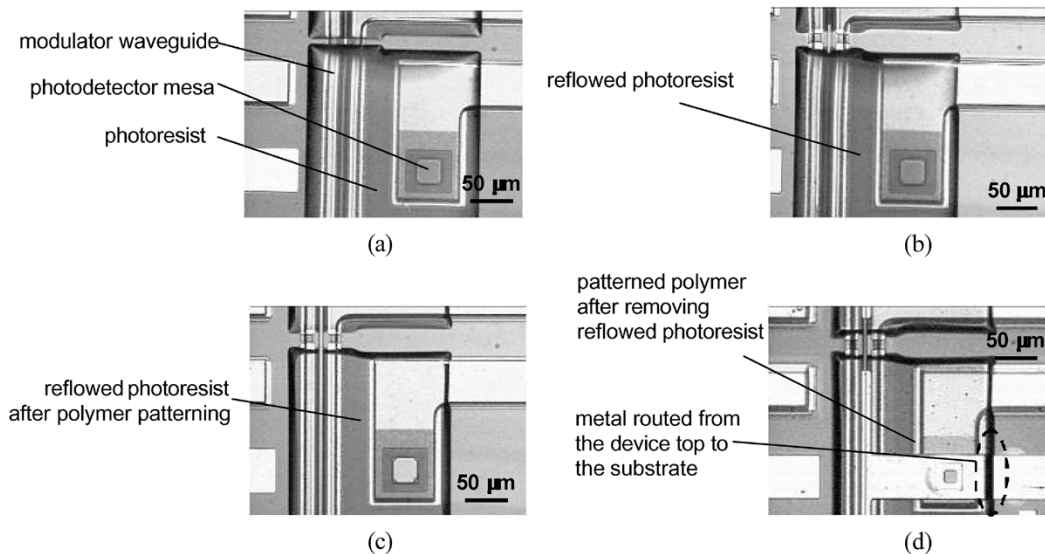 modulator waveguide
photodetector mesa
photoresist
50 μm
(a)
reflowed photoresist
50 μm
(b)
reflowed photoresist
after polymer patterning
50 μm
(c)
patterned polymer
after removing
reflowed photoresist
50 μm
metal routed from
the device top to
the substrate
(d)